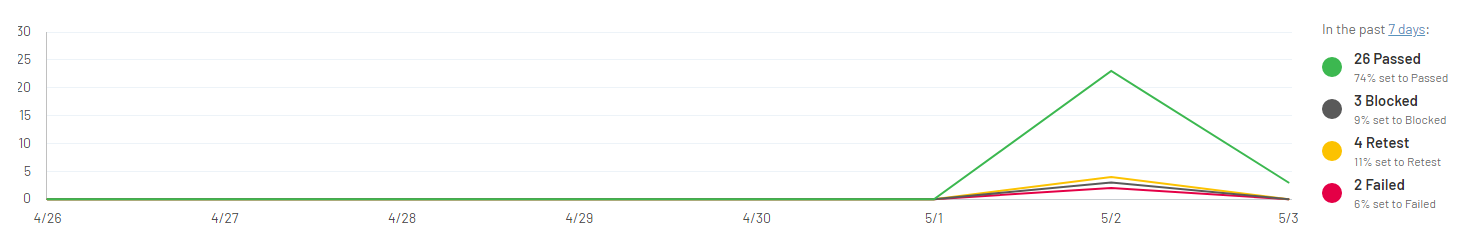 30
25
20
15
10
5
0
4/26 4/27 4/28 4/29 4/30 5/1 5/2 5/3
In the past 7 days:
26 Passed
74% set to Passed
3 Blocked
9% set to Blocked
4 Retest
11% set to Retest
2 Failed
6% set to Failed